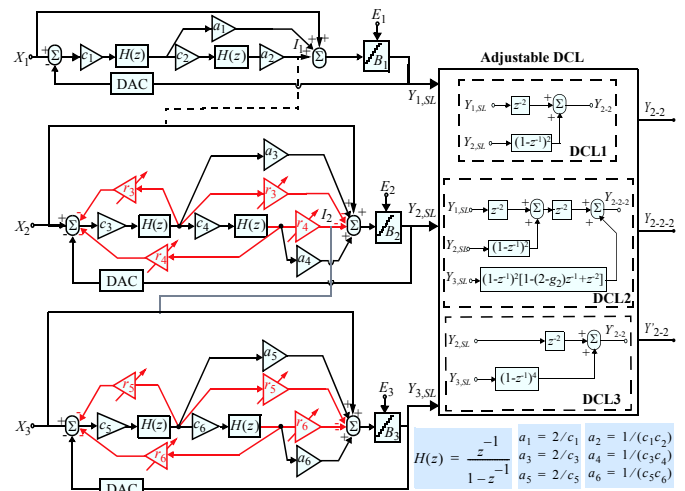 E1
a1
I1
X1
Σ
c1
H(z)
c2
H(z)
a2
Σ
B1
DAC
Y1,SL
a3
r3
r3
I2
E2
X2
Σ
c3
H(z)
c4
H(z)
r4
Σ
B2
Y2,SL
r4
a4
DAC
a5
r5
r5
E3
Y3,SL
X3
Σ
c5
H(z)
c6
H(z)
r6
Σ
B3
r6
a6
DAC
Adjustable DCL
Y1,SL
z-2
Σ
Y2-2
Y2,SL
(1-z-1)2
DCL1
Y2-2
Y1,SL
z-2
Σ
z-2
Σ
Y2-2-2
Y2,SL
(1-z-1)2
Y3,SL
(1-z-1)2[1-(2-g2)z-1+z-2]
DCL2
Y2-2-2
Y2,SL
z-2
Σ
Y'2-2
Y3,SL
(1-z-1)4
DCL3
Y'2-2
H(z) = z-1 / 1-z-1
a1 = 2/c1
a3 = 2/c3
a5 = 2/c5
a2 = 1/(c1c2)
a4 = 1/(c3c4)
a6 = 1/(c5c6)